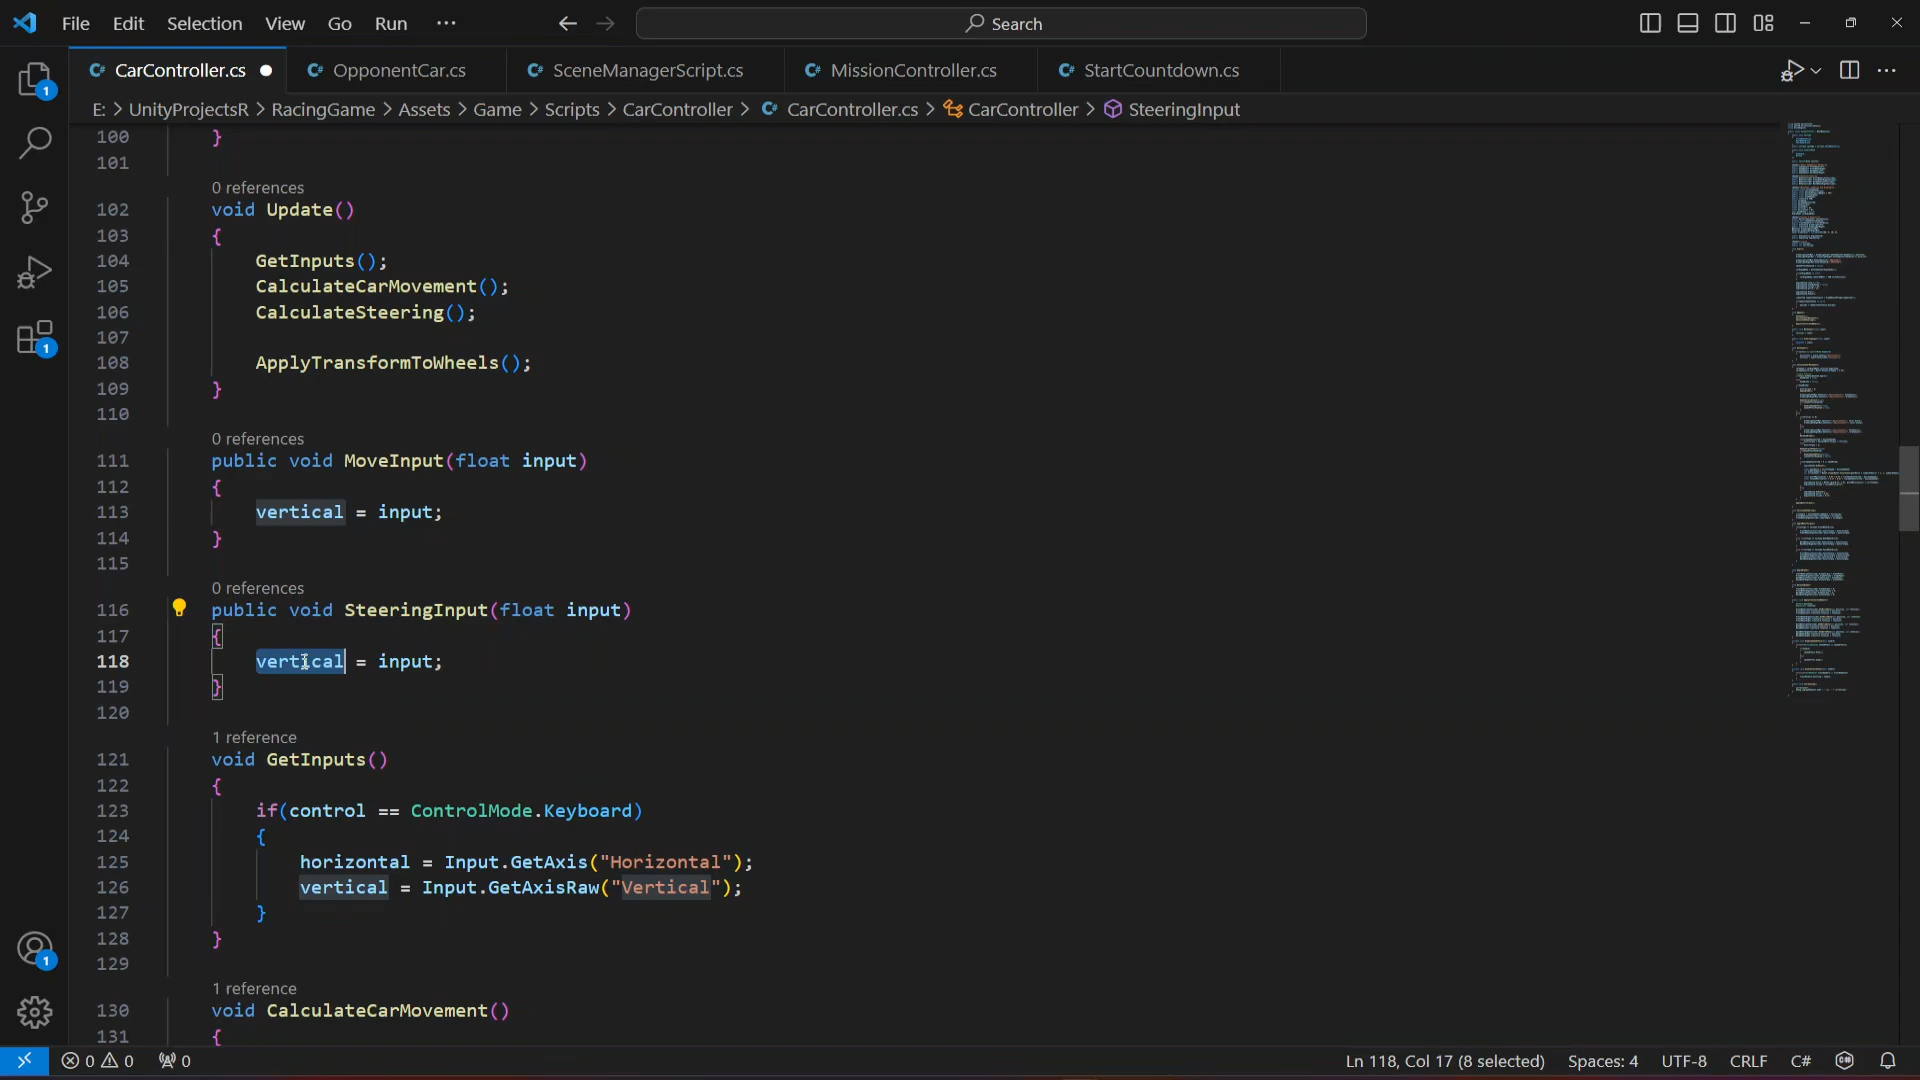 File Edit Selection View Go Run ··· Search
CarController.cs OpponentCar.cs SceneManagerScript.cs MissionController.cs StartCountdown.cs
E: > UnityProjectsR > RacingGame > Assets > Game > Scripts > CarController > CarController.cs > CarController > SteeringInput
100 }
101
0 references
102 void Update()
103 {
104 GetInputs();
105 CalculateCarMovement();
106 CalculateSteering();
107
108 ApplyTransformToWheels();
109 }
110
0 references
111 public void MoveInput(float input)
112 {
113 vertical = input;
114 }
115
0 references
116 public void SteeringInput(float input)
117 {
118 vertical = input;
119 }
120
1 reference
121 void GetInputs()
122 {
123 if(control == ControlMode.Keyboard)
124 {
125 horizontal = Input.GetAxis("Horizontal");
126 vertical = Input.GetAxisRaw("Vertical");
127 }
128 }
129
1 reference
130 void CalculateCarMovement()
131 {
1
1
1
0 0 0 Ln 118, Col 17 (8 selected) Spaces: 4 UTF-8 CRLF C#